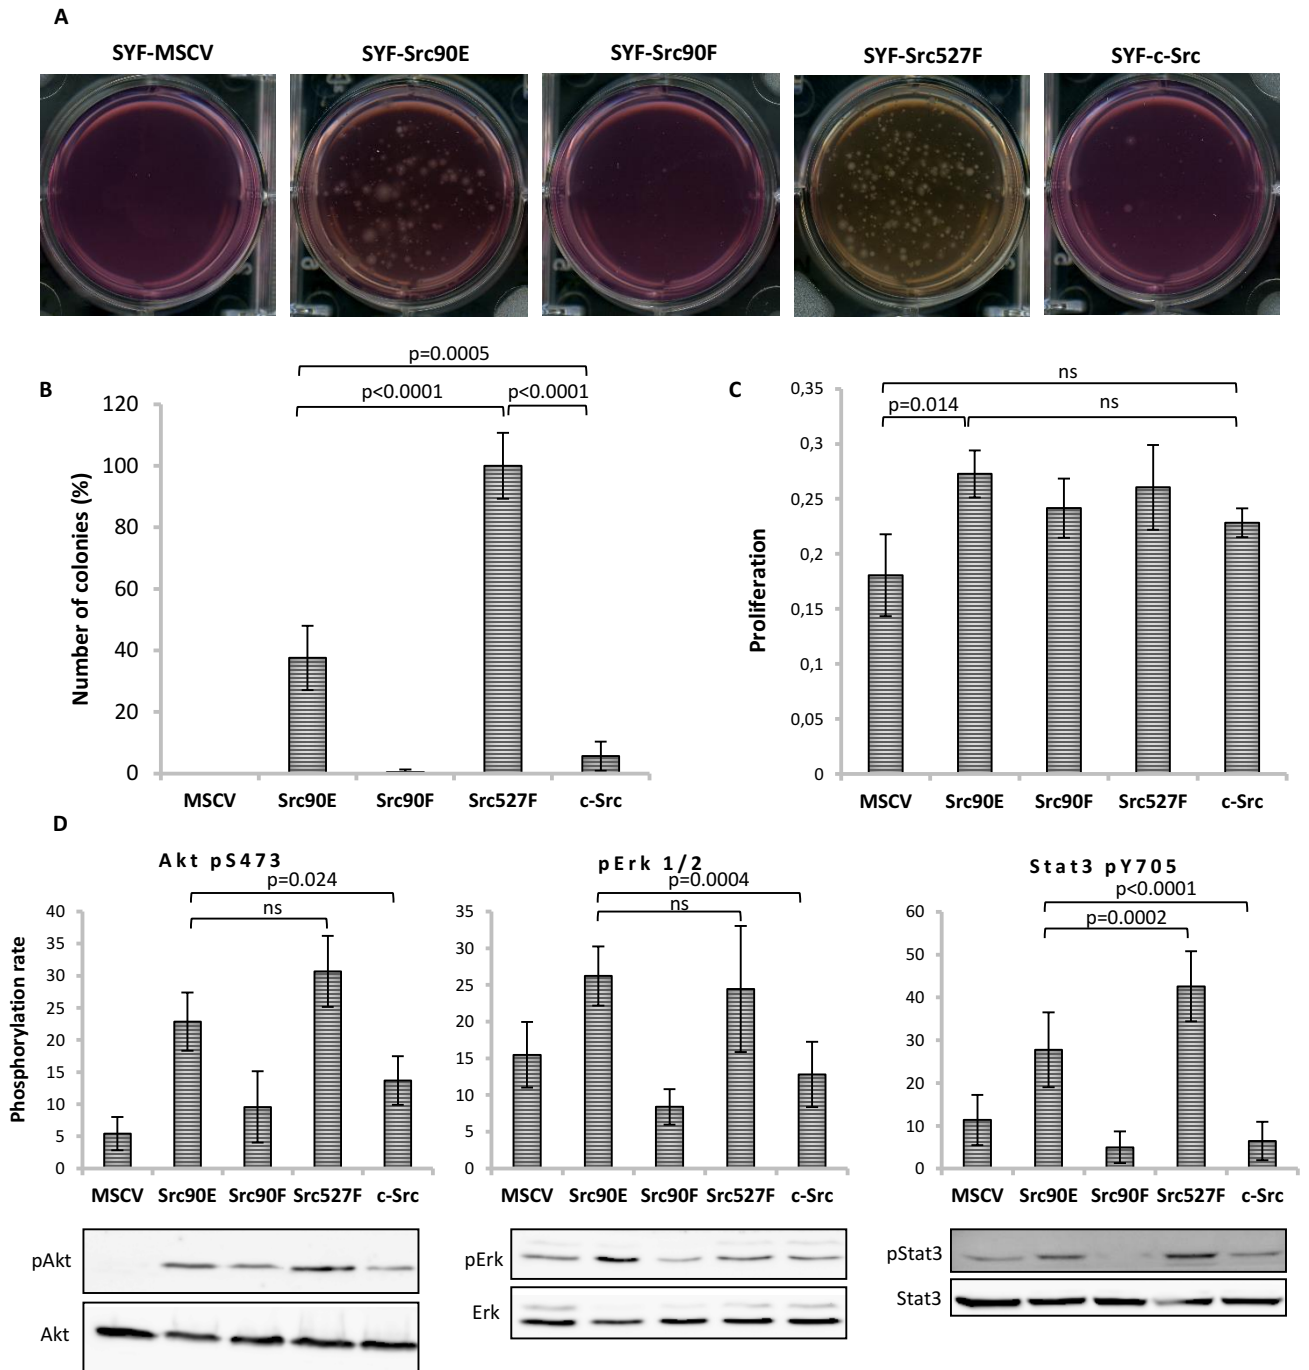 A
SYF-MSCV SYF-Src90E SYF-Src90F SYF-Src527F SYF-c-Src
B
p=0.0005
p<0.0001 p<0.0001
Number of colonies (%)
120
100
80
60
40
20
0
MSCV Src90E Src90F Src527F c-Src
C
ns
p=0.014 ns
Proliferation
0,35
0,3
0,25
0,2
0,15
0,1
0,05
0
MSCV Src90E Src90F Src527F c-Src
D
Akt pS473
p=0.024
ns
Phosphorylation rate
40
35
30
25
20
15
10
5
0
MSCV Src90E Src90F Src527F c-Src
pAkt
Akt
pErk 1/2
p=0.0004
ns
35
30
25
20
15
10
5
0
MSCV Src90E Src90F Src527F c-Src
pErk
Erk
Stat3 pY705
p<0.0001
p=0.0002
60
50
40
30
20
10
0
MSCV Src90E Src90F Src527F c-Src
pStat3
Stat3